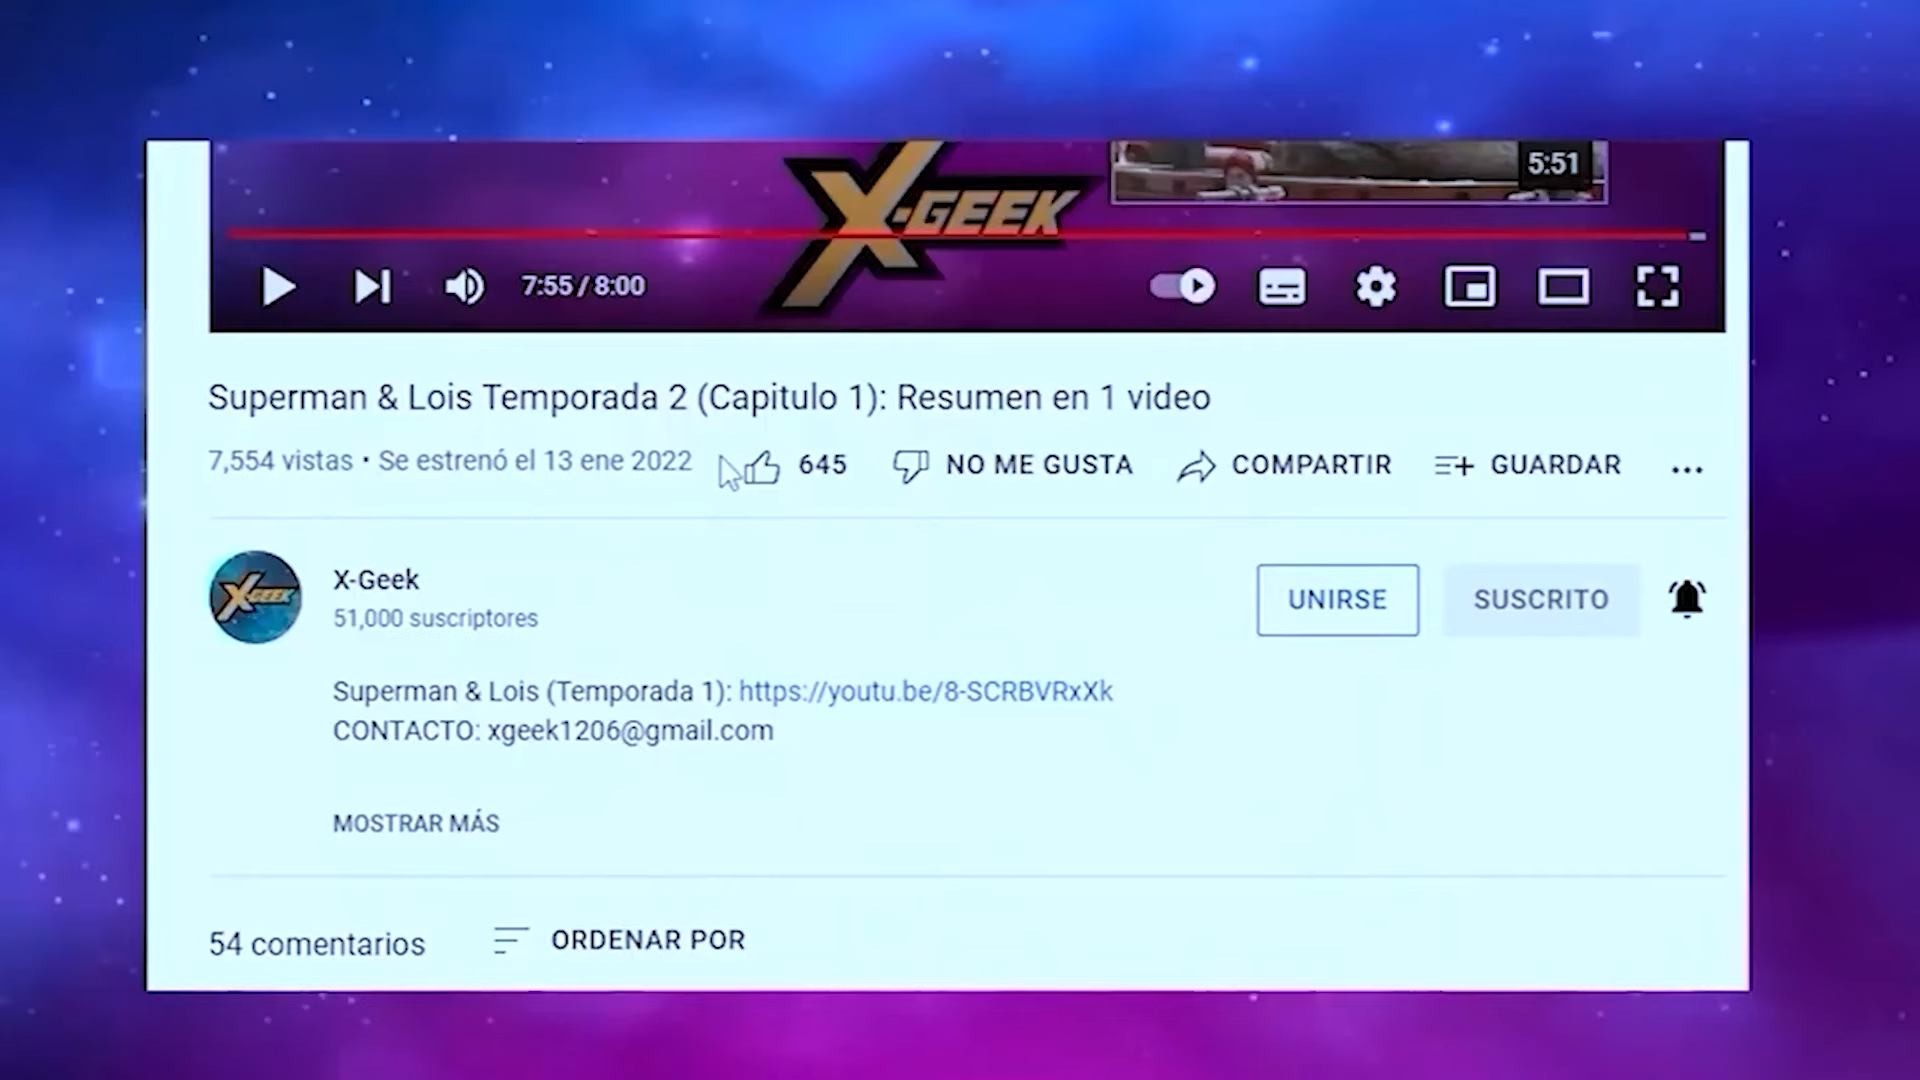 5:51
X-GEEK
7:55 / 8:00
Superman & Lois Temporada 2 (Capitulo 1): Resumen en 1 video
7,554 vistas • Se estrenó el 13 ene 2022 645 NO ME GUSTA COMPARTIR GUARDAR ...
X-GEEK
X-Geek
51,000 suscriptores
UNIRSE SUSCRITO
Superman & Lois (Temporada 1): https://youtu.be/8-SCRBVRxXk
CONTACTO: xgeek1206@gmail.com
MOSTRAR MÁS
54 comentarios ORDENAR POR